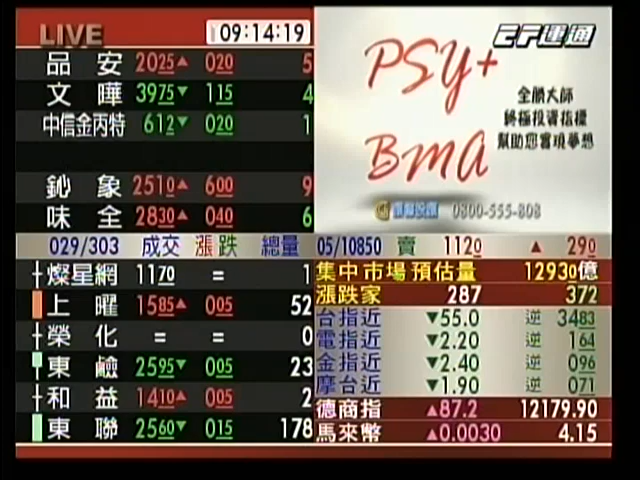 LIVE 09:14:19
品安 2025▲ 020 5
文曄 3975▼ 115 4
中信金丙特 612▼ 020 1
鈊象 2510▲ 600 9
味全 2830▲ 040 6
029/303 成交 漲跌 總量
燦星網 1170 = 1
上曜 1585▲ 005 52
榮化 = = 0
東鹼 2595▼ 005 23
和益 1410▲ 005 2
東聯 2560▼ 015 178
運通
PSY+
BMA
全勝大師
終極投資指標
幫助您實現夢想
0800-555-808
05/10850 賣 1120 ▲ 290
集中市場預估量 12930億
漲跌家 287 372
台指近 ▼55.0 逆 3483
電指近 ▼2.20 逆 164
金指近 ▼2.40 逆 096
摩台近 ▼1.90 逆 071
德商指 ▲87.2 12179.90
馬來幣 ▲0.0030 4.15